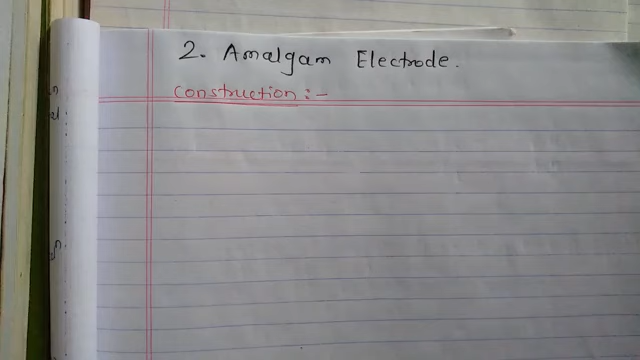 2. Amalgam Electrode.
Construction :-